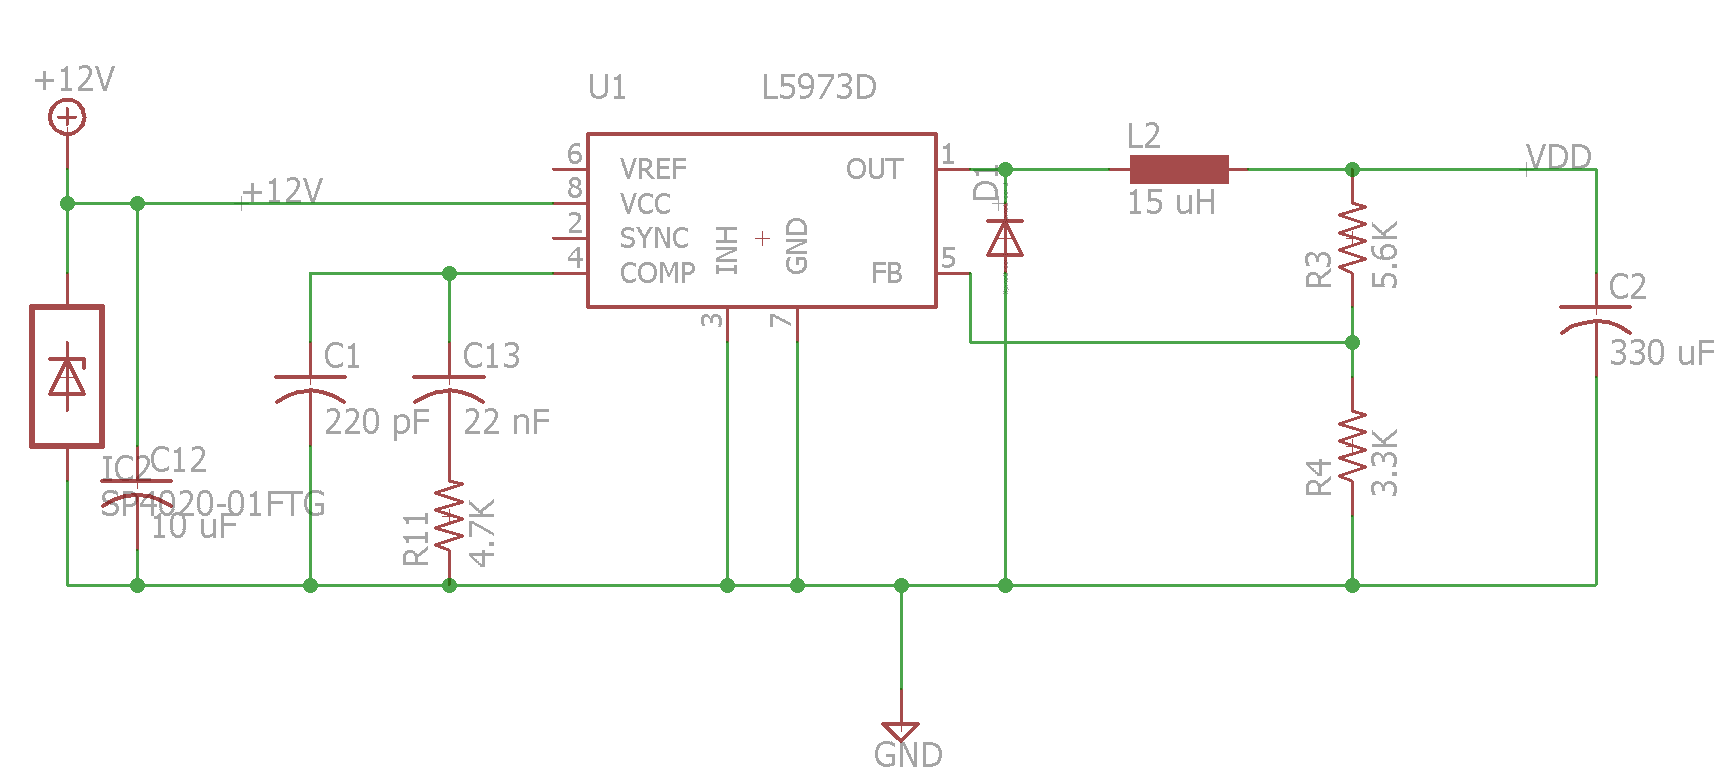 +12V
U1
L5973D
6
VREF
8
VCC
2
SYNC
4
COMP
INH
3
GND
7
OUT
1
FB
5
+12V
D1
L2
15 uH
VDD
R3
5.6K
R4
3.3K
C2
330 uF
C1
220 pF
C13
22 nF
R11
4.7K
IC2
SP4020-01FTG
C12
10 uF
GND